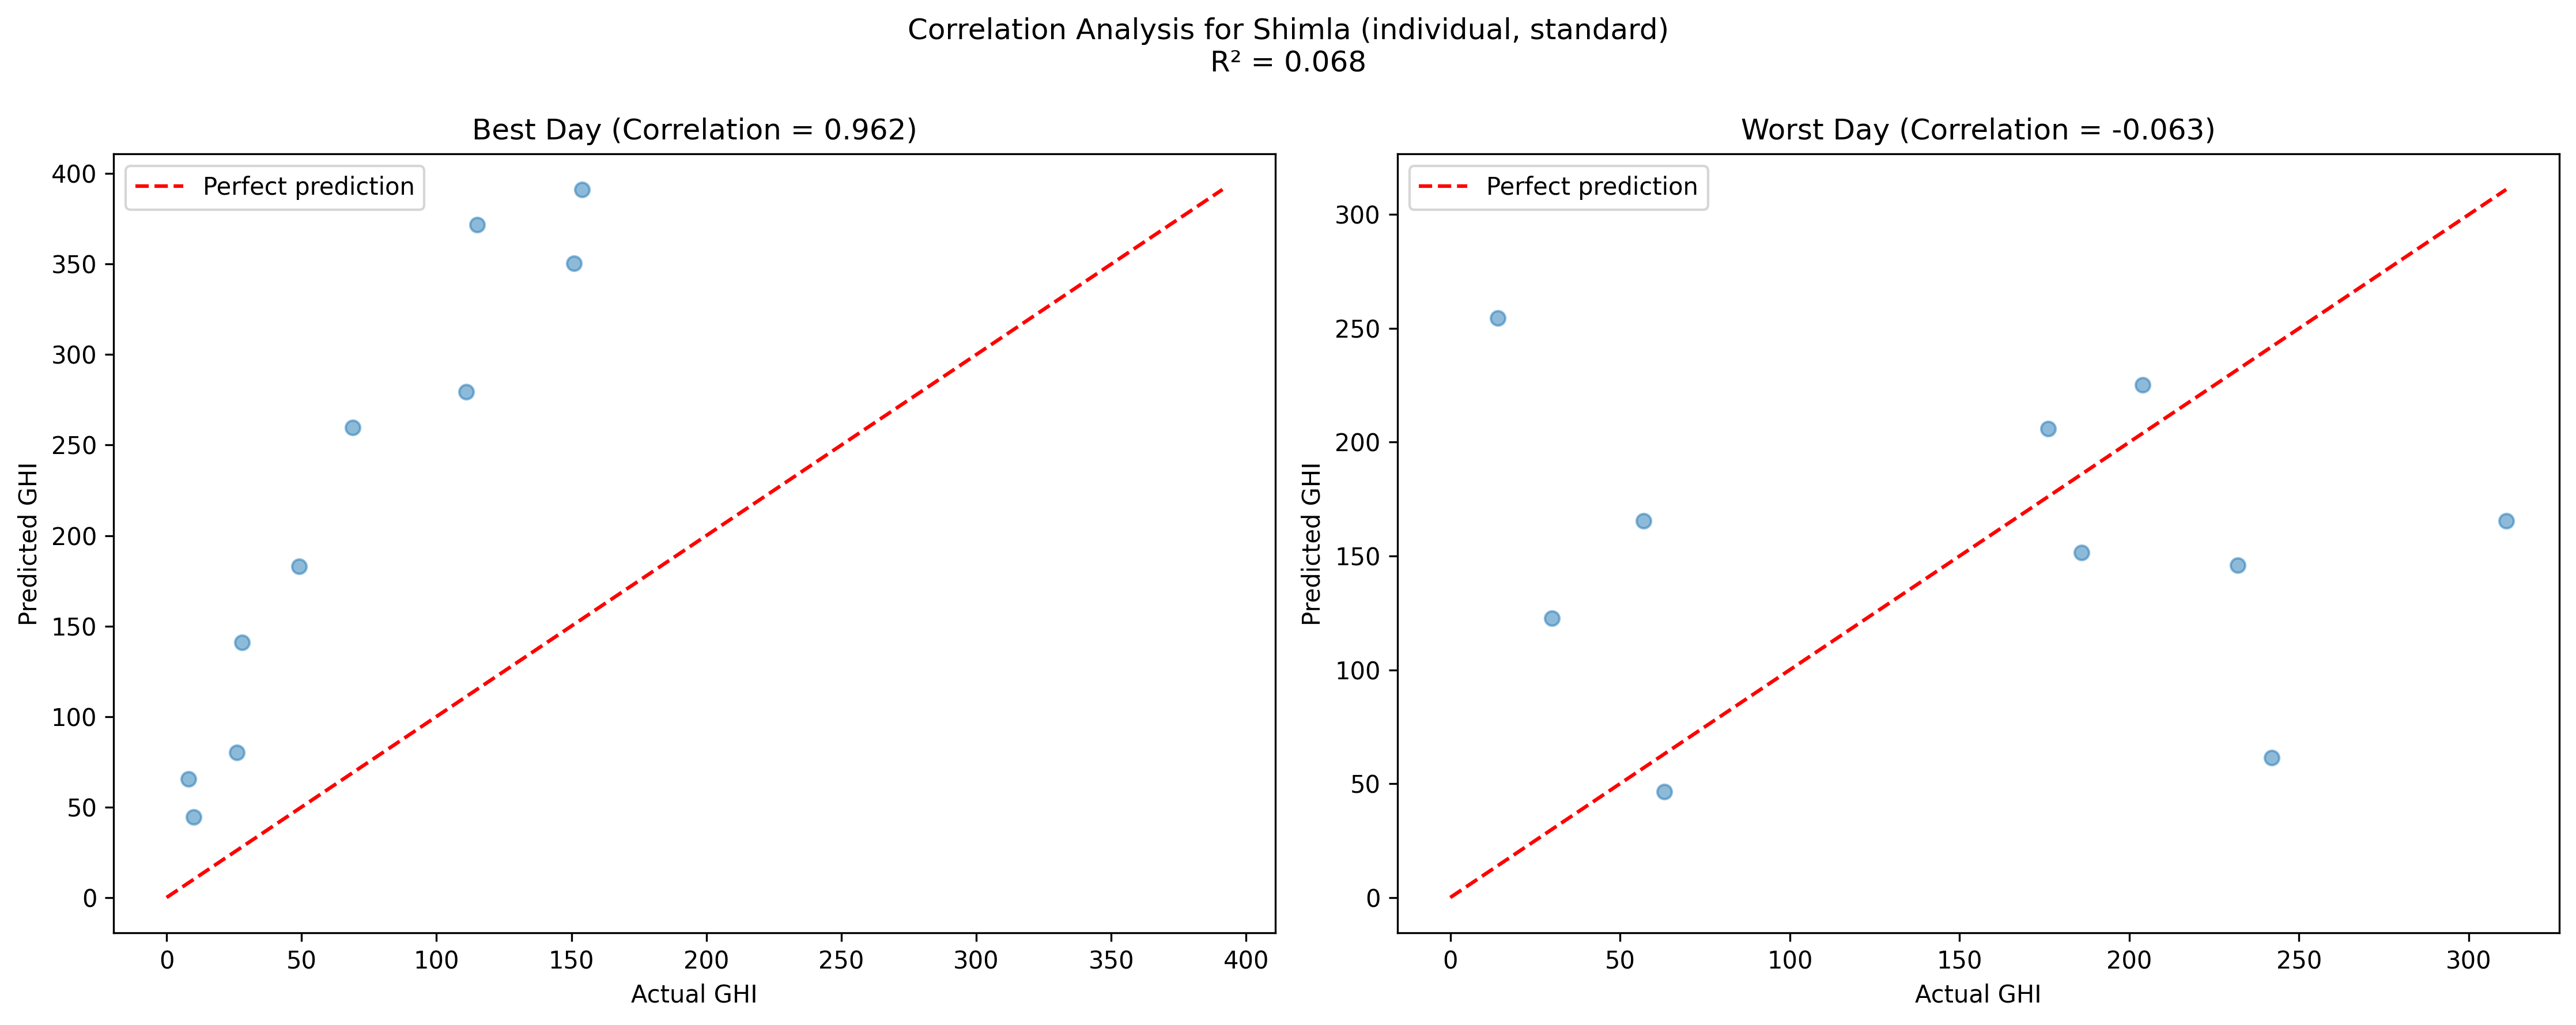 Correlation Analysis for Shimla (individual, standard)
R² = 0.068
Best Day (Correlation = 0.962)
400
350
300
250
200
150
100
50
0
Predicted GHI
Perfect prediction
0 50 100 150 200 250 300 350 400
Actual GHI
Worst Day (Correlation = -0.063)
300
250
200
150
100
50
0
Predicted GHI
Perfect prediction
0 50 100 150 200 250 300
Actual GHI